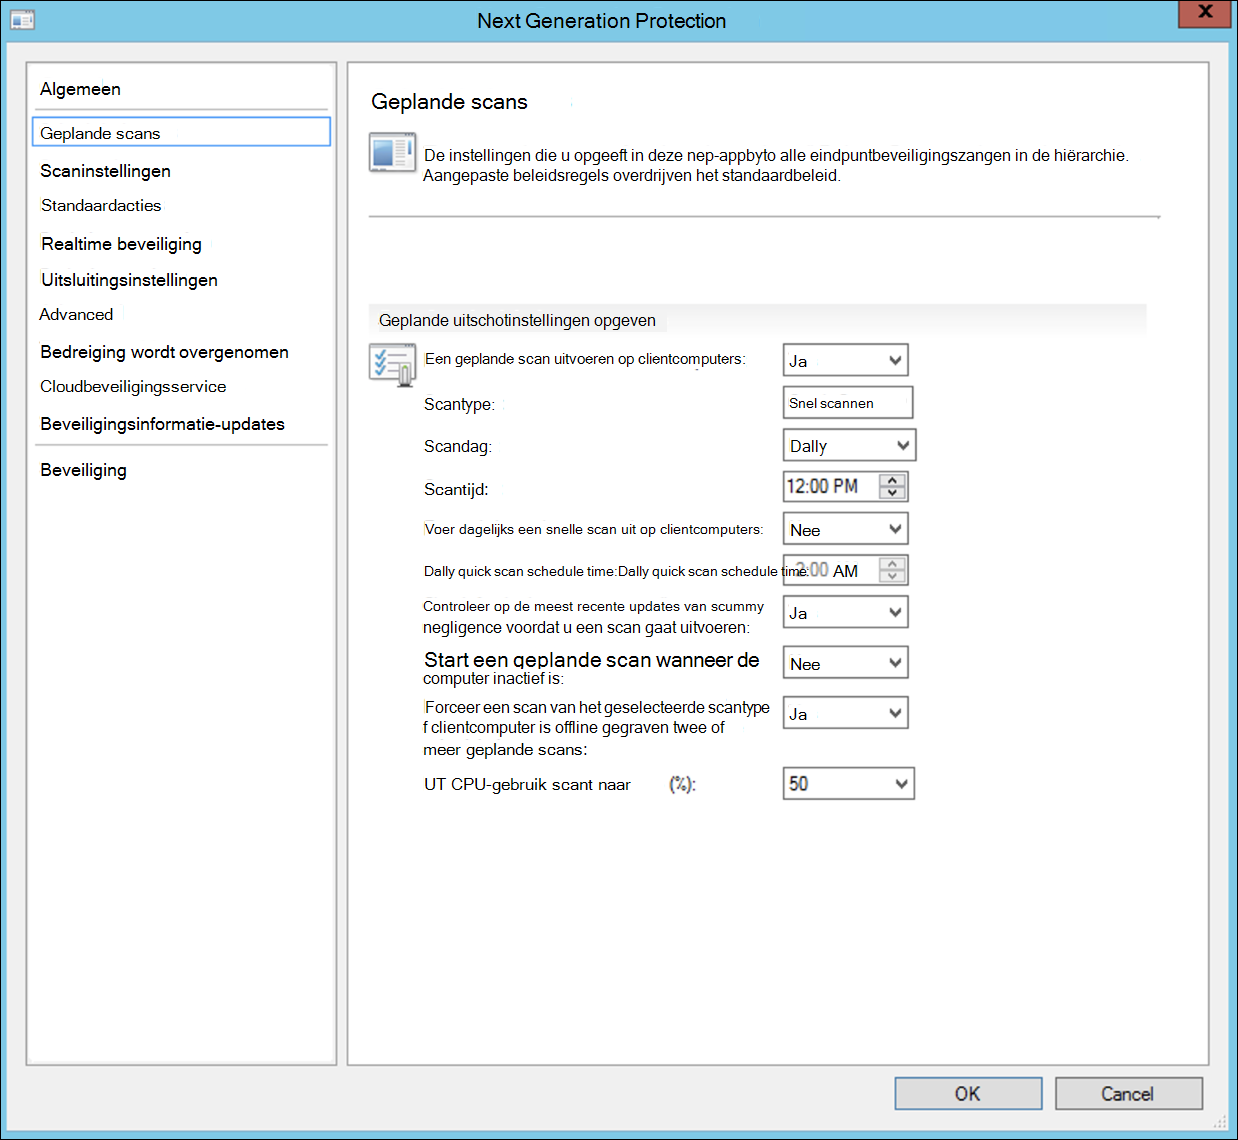 Next Generation Protection
X
Algemeen
Geplande scans
Scaninstellingen
Standaardacties
Realtime beveiliging
Uitsluitingsinstellingen
Advanced
Bedreiging wordt overgenomen
Cloudbeveiligingsservice
Beveiligingsinformatie-updates
Beveiliging
Geplande scans
De instellingen die u opgeeft in deze nep-appbyto alle eindpuntbeveiligingszangen in de hiërarchie.
Aangepaste beleidsregels overdrijven het standaardbeleid.
Geplande uitschotinstellingen opgeven
Een geplande scan uitvoeren op clientcomputers: Ja
Scantype: Snel scannen
Scandag: Dally
Scantijd: 12:00 PM
Voer dagelijks een snelle scan uit op clientcomputers: Nee
Dally quick scan schedule time:Dally quick scan schedule time: :00 AM
Controleer op de meest recente updates van scummy
negligence voordat u een scan gaat uitvoeren: Ja
Start een geplande scan wanneer de
computer inactief is: Nee
Forceer een scan van het geselecteerde scantype
f clientcomputer is offline gegraven twee of
meer geplande scans: Ja
UT CPU-gebruik scant naar (%): 50
OK Cancel